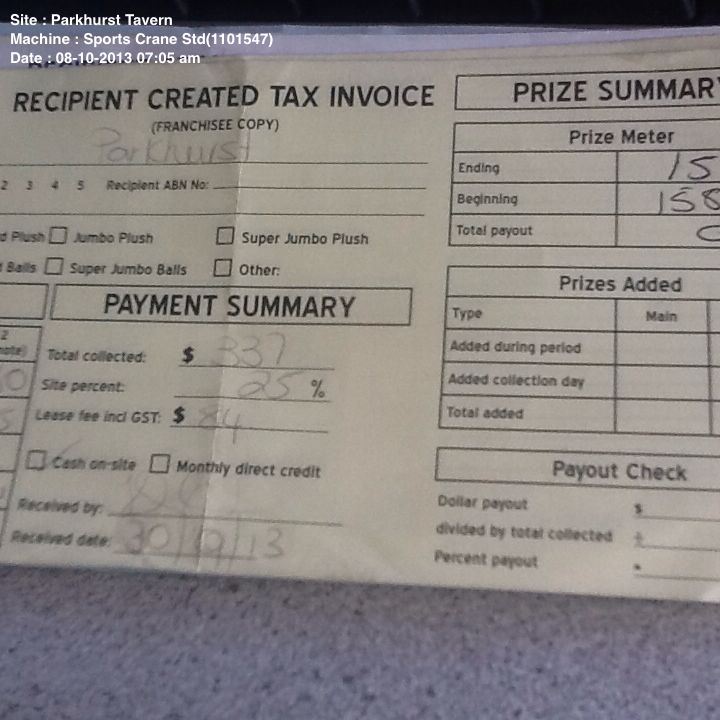 Site : Parkhurst Tavern
Machine : Sports Crane Std(1101547)
Date : 08-10-2013 07:05 am
RECIPIENT CREATED TAX INVOICE
(FRANCHISEE COPY)
Parkhurst
2 3 4 5 Recipient ABN No:
d Plush Jumbo Plush Super Jumbo Plush
Balls Super Jumbo Balls Other:
PAYMENT SUMMARY
2
Total collected: $ 337
Site percent: 25 %
Lease fee incl GST: $ 84
Cash on-site Monthly direct credit
Received by:
Received date: 30/ /13
PRIZE SUMMARY
Prize Meter
Ending 15
Beginning 158
Total payout
Prizes Added
Type Main
Added during period
Added collection day
Total added
Payout Check
Dollar payout $
divided by total collected ÷
Percent payout